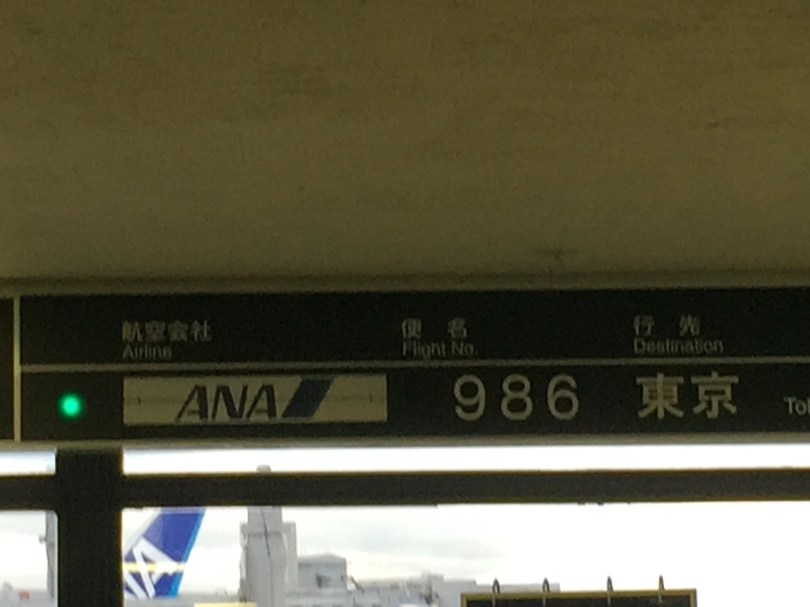 航空会社 便名 行先
Airline Flight No. Destination
ANA 986 東京